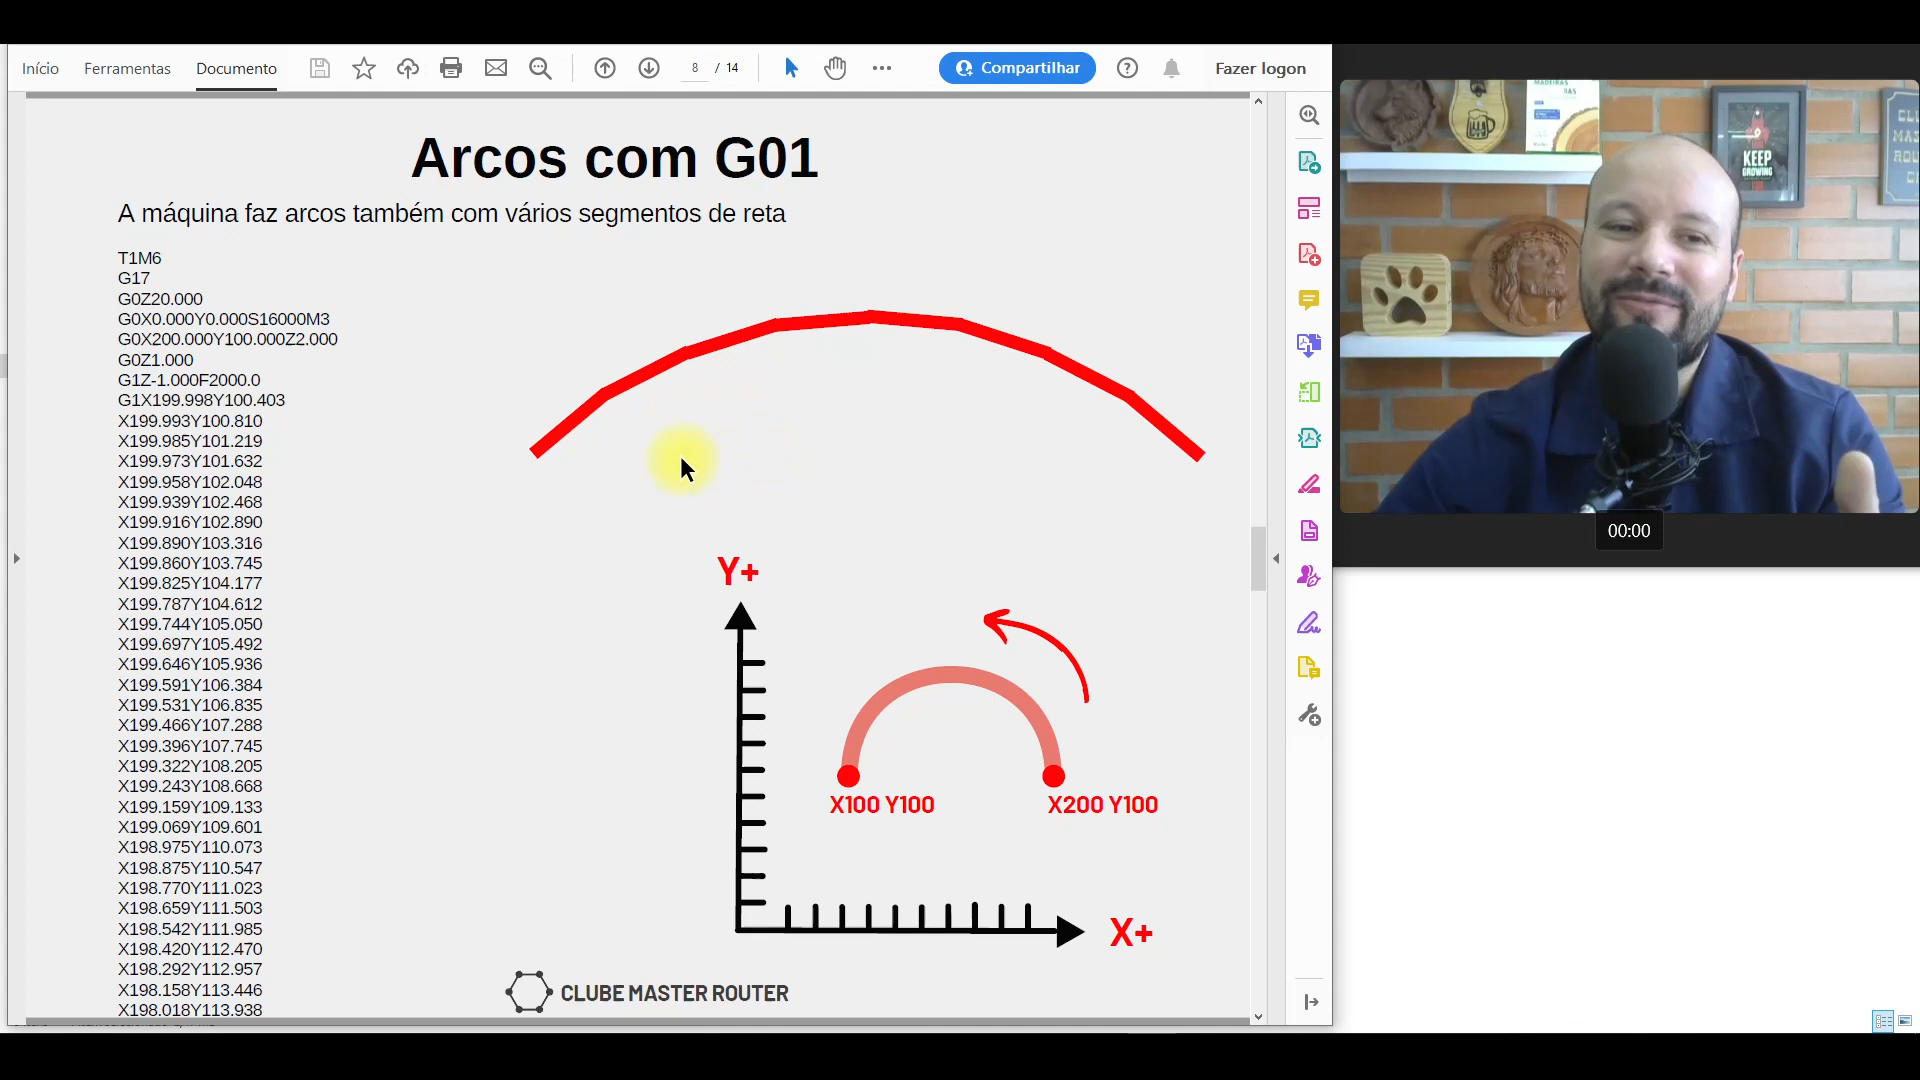 Início Ferramentas Documento 8 / 14 Compartilhar Fazer logon
Arcos com G01
A máquina faz arcos também com vários segmentos de reta
T1M6
G17
G0Z20.000
G0X0.000Y0.000S16000M3
G0X200.000Y100.000Z2.000
G0Z1.000
G1Z-1.000F2000.0
G1X199.998Y100.403
X199.993Y100.810
X199.985Y101.219
X199.973Y101.632
X199.958Y102.048
X199.939Y102.468
X199.916Y102.890
X199.890Y103.316
X199.860Y103.745
X199.825Y104.177
X199.787Y104.612
X199.744Y105.050
X199.697Y105.492
X199.646Y105.936
X199.591Y106.384
X199.531Y106.835
X199.466Y107.288
X199.396Y107.745
X199.322Y108.205
X199.243Y108.668
X199.159Y109.133
X199.069Y109.601
X198.975Y110.073
X198.875Y110.547
X198.770Y111.023
X198.659Y111.503
X198.542Y111.985
X198.420Y112.470
X198.292Y112.957
X198.158Y113.446
X198.018Y113.938
Y+
X100 Y100
X200 Y100
X+
CLUBE MASTER ROUTER
KEEP
GROWING
00:00